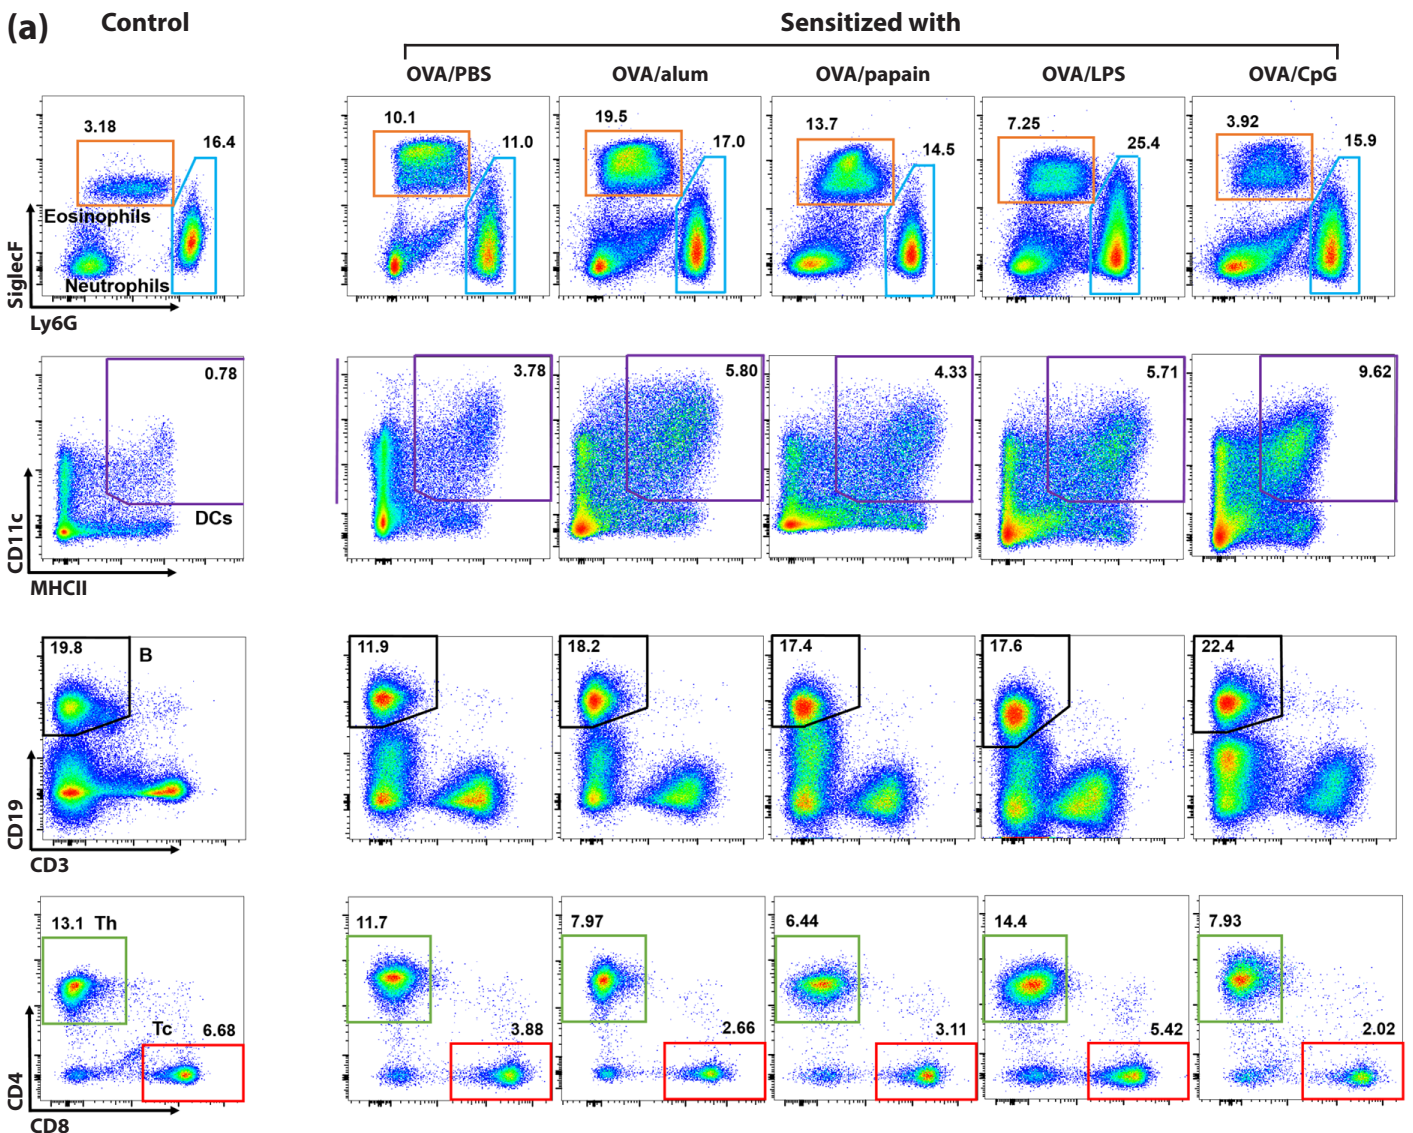 (a) Control Sensitized with
OVA/PBS OVA/alum OVA/papain OVA/LPS OVA/CpG
3.18 16.4 10.1 11.0 19.5 17.0 13.7 14.5 7.25 25.4 3.92 15.9
Eosinophils
Neutrophils
SiglecF
Ly6G
0.78 3.78 5.80 4.33 5.71 9.62
DCs
CD11c
MHCII
19.8 B 11.9 18.2 17.4 17.6 22.4
CD19
CD3
13.1 Th 11.7 7.97 6.44 14.4 7.93
Tc 6.68 3.88 2.66 3.11 5.42 2.02
CD4
CD8